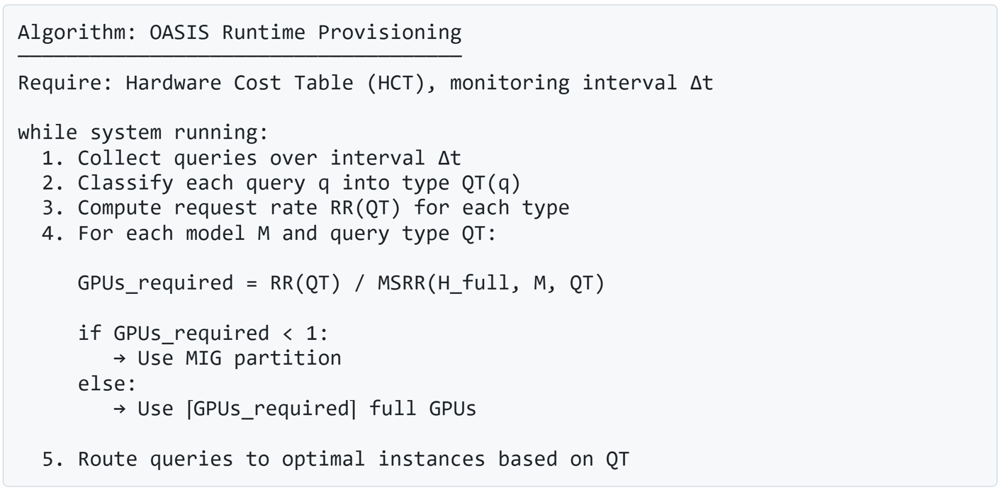 Algorithm: OASIS Runtime Provisioning
─────────────────────────────────────
Require: Hardware Cost Table (HCT), monitoring interval Δt
while system running:
  1. Collect queries over interval Δt
  2. Classify each query q into type QT(q)
  3. Compute request rate RR(QT) for each type
  4. For each model M and query type QT:
     GPUs_required = RR(QT) / MSRR(H_full, M, QT)
     if GPUs_required < 1:
        → Use MIG partition
     else:
        → Use ⌈GPUs_required⌉ full GPUs
  5. Route queries to optimal instances based on QT